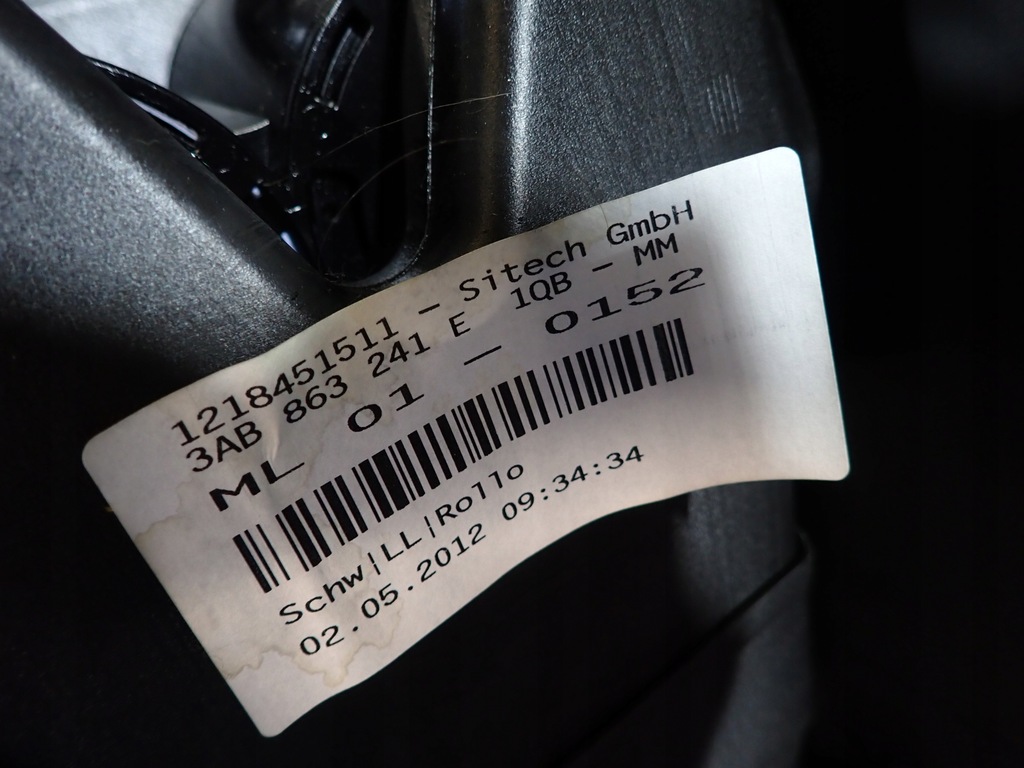 1218451511 - Sitech GmbH
3AB 863 241 E 1QB - MM
ML 01 - 0152
Schw|LL|Rollo
02.05.2012 09:34:34